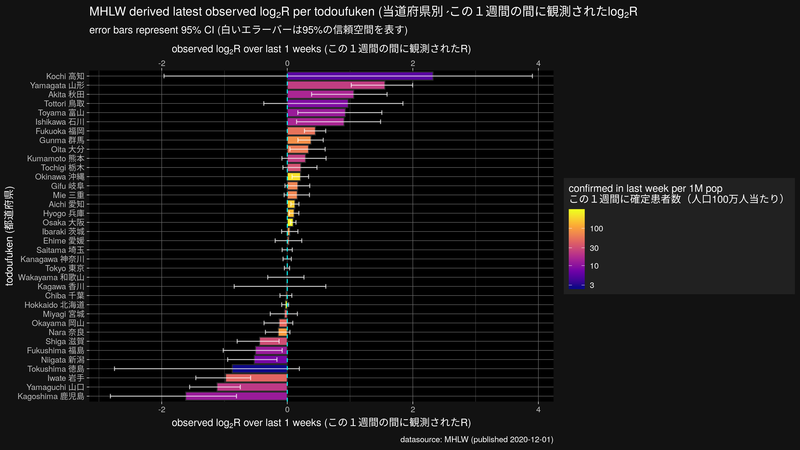 MHLW derived latest observed log₂R per todoufuken (当道府県別 -この１週間の間に観測されたlog₂R
error bars represent 95% CI (白いエラーバーは95%の信頼空間を表す)
observed log₂R over last 1 weeks (この１週間の間に観測されたR)
-2 0 2 4
Kochi 高知
Yamagata 山形
Akita 秋田
Tottori 鳥取
Toyama 富山
Ishikawa 石川
Fukuoka 福岡
Gunma 群馬
Oita 大分
Kumamoto 熊本
Tochigi 栃木
Okinawa 沖縄
Gifu 岐阜
Mie 三重
Aichi 愛知
Hyogo 兵庫
Osaka 大阪
Ibaraki 茨城
Ehime 愛媛
Saitama 埼玉
Kanagawa 神奈川
Tokyo 東京
Wakayama 和歌山
Kagawa 香川
Chiba 千葉
Hokkaido 北海道
Miyagi 宮城
Okayama 岡山
Nara 奈良
Shiga 滋賀
Fukushima 福島
Niigata 新潟
Tokushima 徳島
Iwate 岩手
Yamaguchi 山口
Kagoshima 鹿児島
todoufuken (都道府県)
-2 0 2 4
observed log₂R over last 1 weeks (この１週間の間に観測されたR)
confirmed in last week per 1M pop
この１週間に確定患者数（人口100万人当たり）
100
30
10
3
datasource: MHLW (published 2020-12-01)